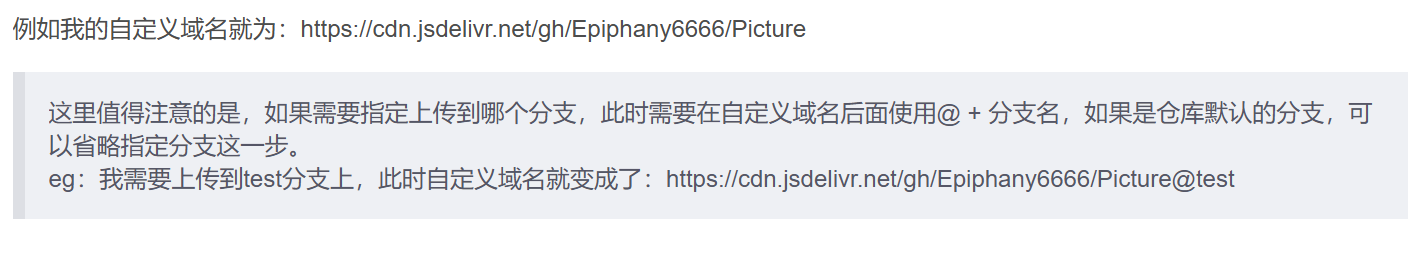 例如我的自定义域名就为：https://cdn.jsdelivr.net/gh/Epiphany6666/Picture
这里值得注意的是，如果需要指定上传到哪个分支，此时需要在自定义域名后面使用@ + 分支名，如果是仓库默认的分支，可
以省略指定分支这一步。
eg：我需要上传到test分支上，此时自定义域名就变成了：https://cdn.jsdelivr.net/gh/Epiphany6666/Picture@test